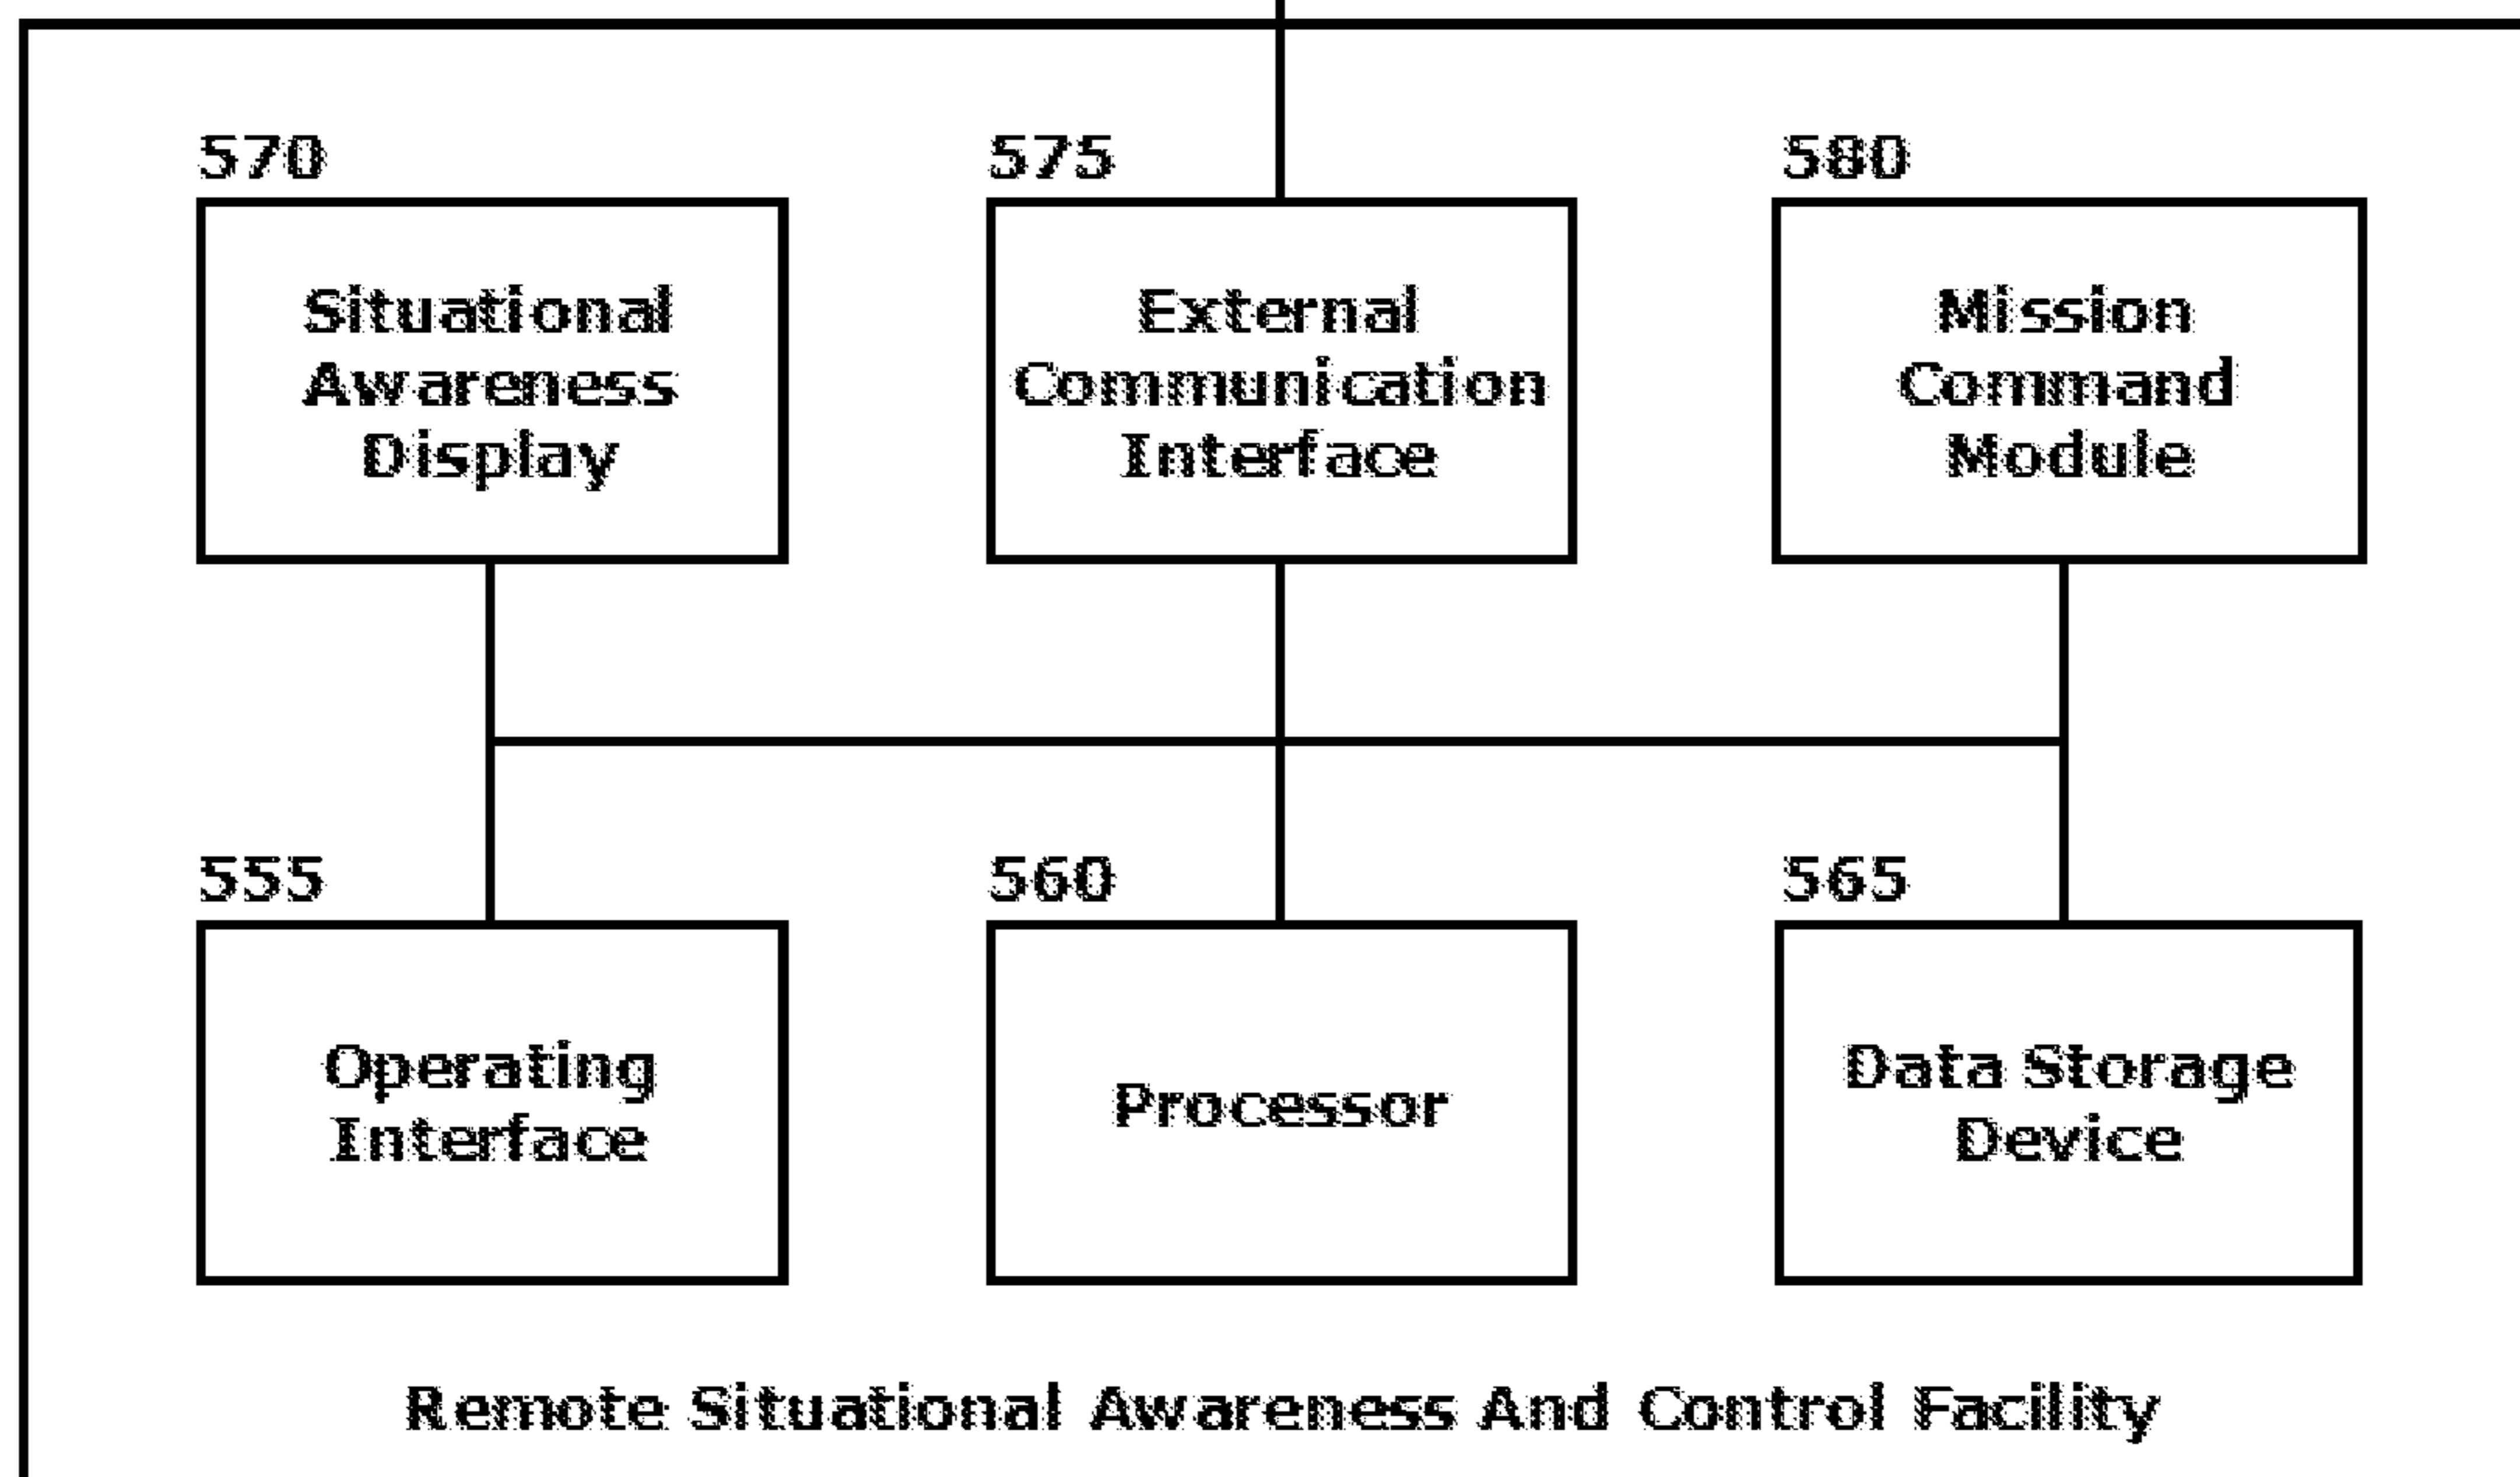 570
575
580
Situational
Awareness
Display
External
Communication
Interface
Mission
Command
Module
555
560
565
Operating
Interface
Processor
Data Storage
Device
Remote Situational Awareness And Control Facility